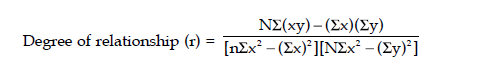 Degree of relationship (r) = NΣ(xy) – (Σx)(Σy) / [nΣx² – (Σx)²][NΣx² – (Σy)²]